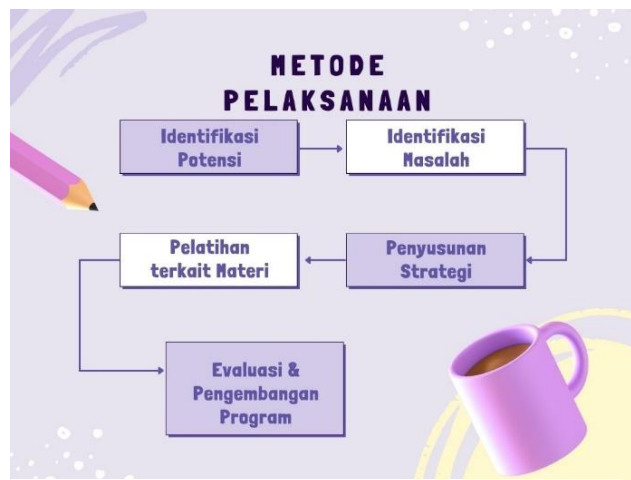 METODE
PELAKSANAAN
Identifikasi
Potensi
Identifikasi
Masalah
Penyusunan
Strategi
Pelatihan
terkait Materi
Evaluasi &
Pengembangan
Program